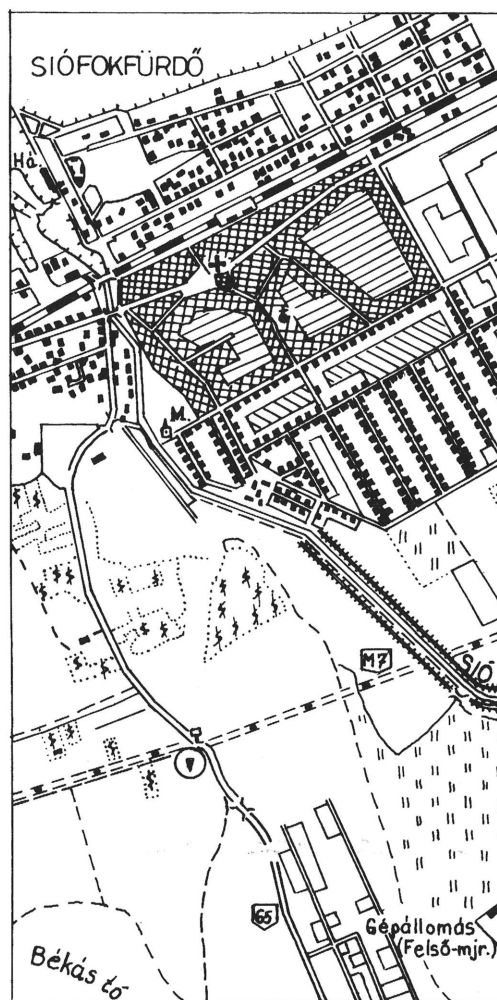 SIÓFOKFÜRDŐ
Há.
M.
M7
SIÓ
65
Gépállomás
(Felső-mjr.)
Békás tó